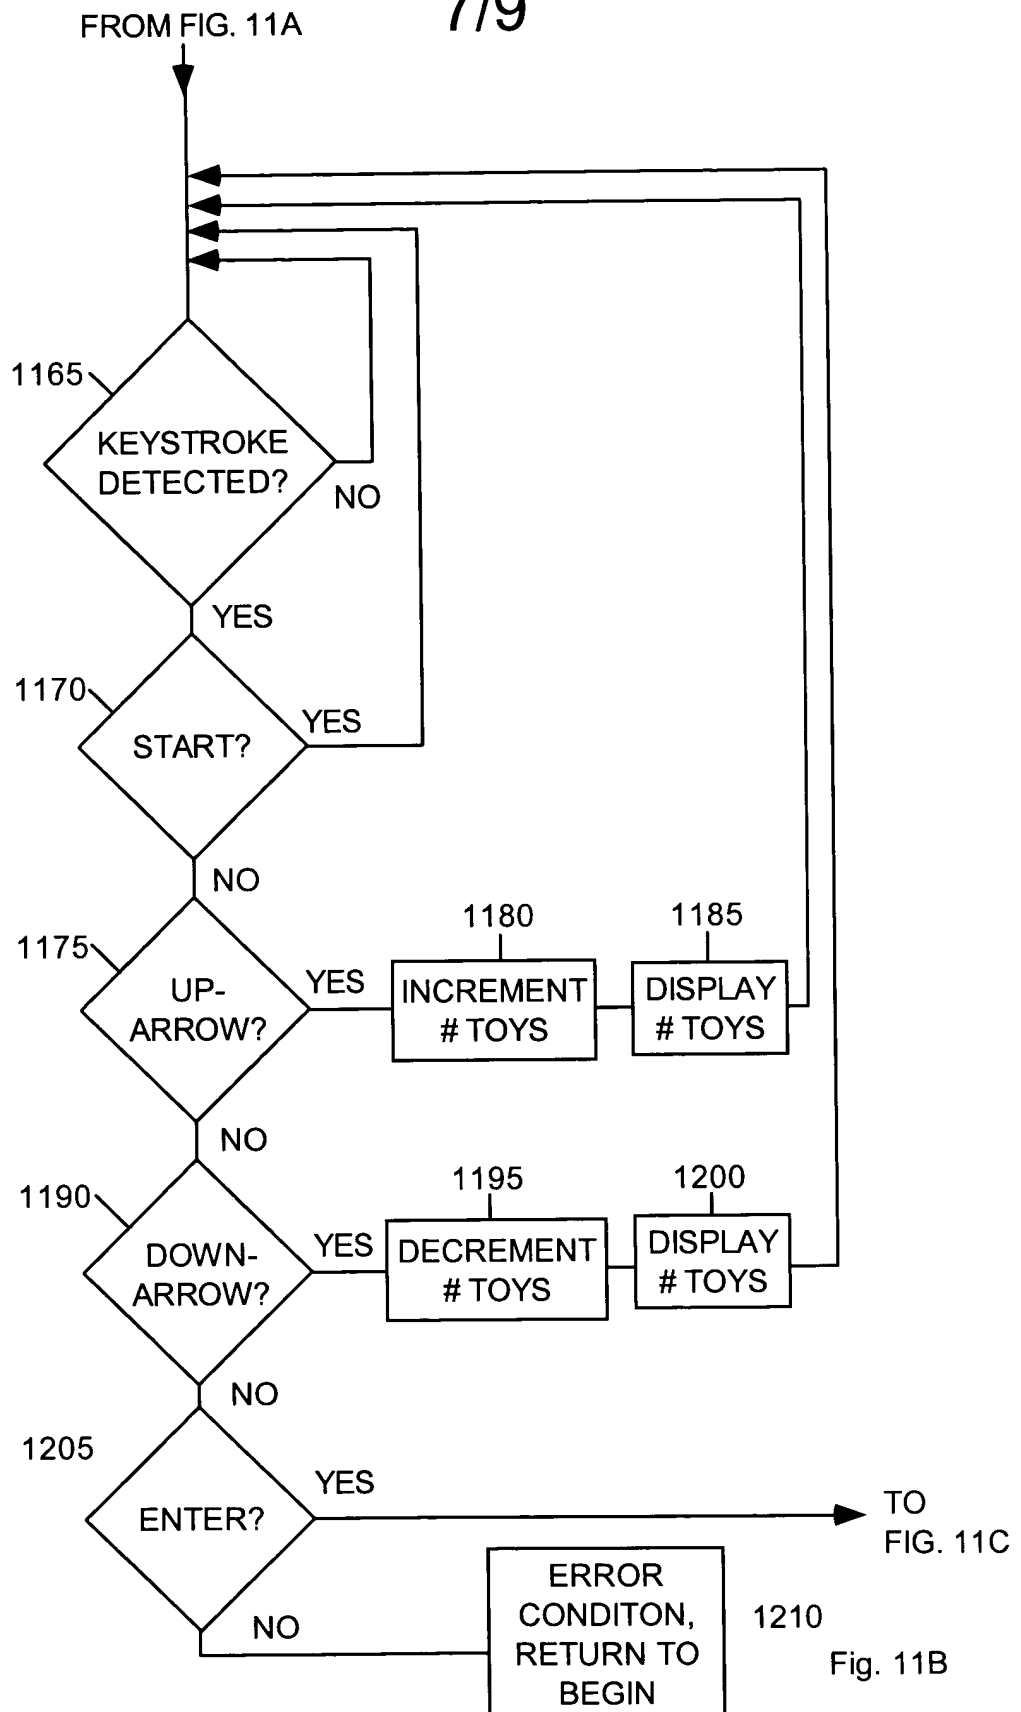 7/9
FROM FIG. 11A
1165
KEYSTROKE
DETECTED?
NO
YES
1170
START?
YES
NO
1175
UP-
ARROW?
YES
1180
INCREMENT
# TOYS
1185
DISPLAY
# TOYS
NO
1190
DOWN-
ARROW?
YES
1195
DECREMENT
# TOYS
1200
DISPLAY
# TOYS
NO
1205
ENTER?
YES
TO
FIG. 11C
NO
ERROR
CONDITON,
RETURN TO
BEGIN
1210
Fig. 11B